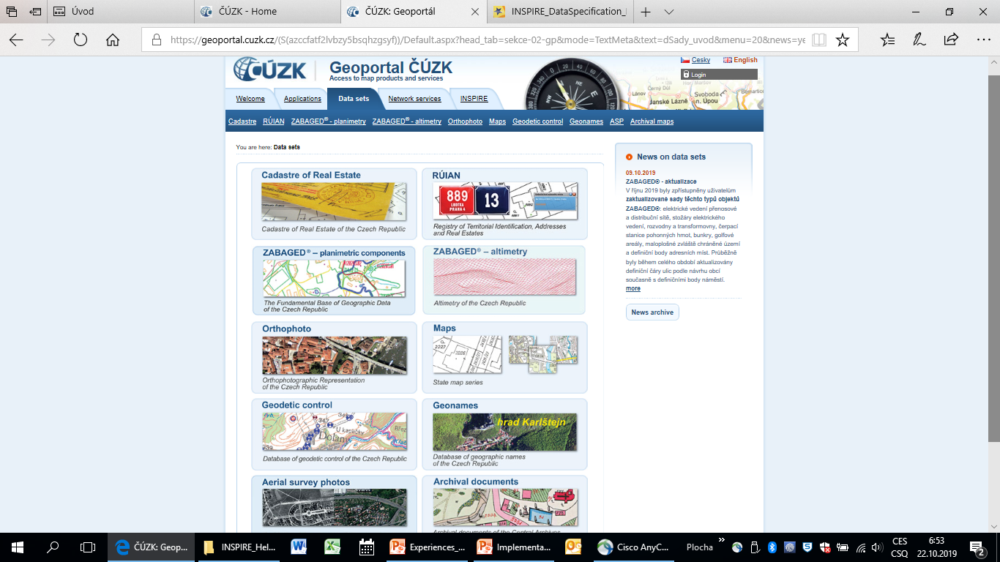 Úvod
ČÚZK - Home
ČÚZK: Geoportál
INSPIRE_DataSpecification_
https://geoportal.cuzk.cz/(S(azccfatf2lvbzy5bsqhzgsyf))/Default.aspx?head_tab=sekce-02-gp&mode=TextMeta&text=dSady_uvod&menu=20&news=ye
ČÚZK
Geoportal ČÚZK
Access to map products and services
Česky English
Login
Welcome Applications Data sets Network services INSPIRE
Cadastre RÚIAN ZABAGED® - planimetry ZABAGED® - altimetry Orthophoto Maps Geodetic control Geonames ASP Archival maps
You are here: Data sets
Cadastre of Real Estate
Cadastre of Real Estate of the Czech Republic
RÚIAN
889
LHOTKA
PRAHA 4
13
Registry of Territorial Identification, Addresses
and Real Estates
ZABAGED® – planimetric components
The Fundamental Base of Geographic Data
of the Czech Republic
ZABAGED® – altimetry
Altimetry of the Czech Republic
Orthophoto
Orthophotographic Representation
of the Czech Republic
Maps
2227
2226
State map series
Geodetic control
U kapličky
Dolan
Database of geodetic control of the Czech Republic
Geonames
hrad Karlštejn
Database of geographic names
of the Czech Republic
Aerial survey photos
Archival documents
Archival documents of the Central Archives
News on data sets
09.10.2019
ZABAGED® - aktualizace
V říjnu 2019 byly zpřístupněny uživatelům
zaktualizované sady těchto typů objektů
ZABAGED®: elektrické vedení přenosové
a distribuční sítě, stožáry elektrického
vedení, rozvodny a transformovny, čerpací
stanice pohonných hmot, bunkry, golfové
areály, maloplošné zvláště chráněné území
a definiční body adresních míst. Průběžně
byly během celého období aktualizovány
definiční čáry ulic podle návrhu obcí
současně s definičními body náměstí.
more
News archive
ČÚZK: Geop...
INSPIRE_Hel...
Experiences_...
Implementa...
Cisco AnyC...
Plocha
CES
CSQ
6:53
22.10.2019
2